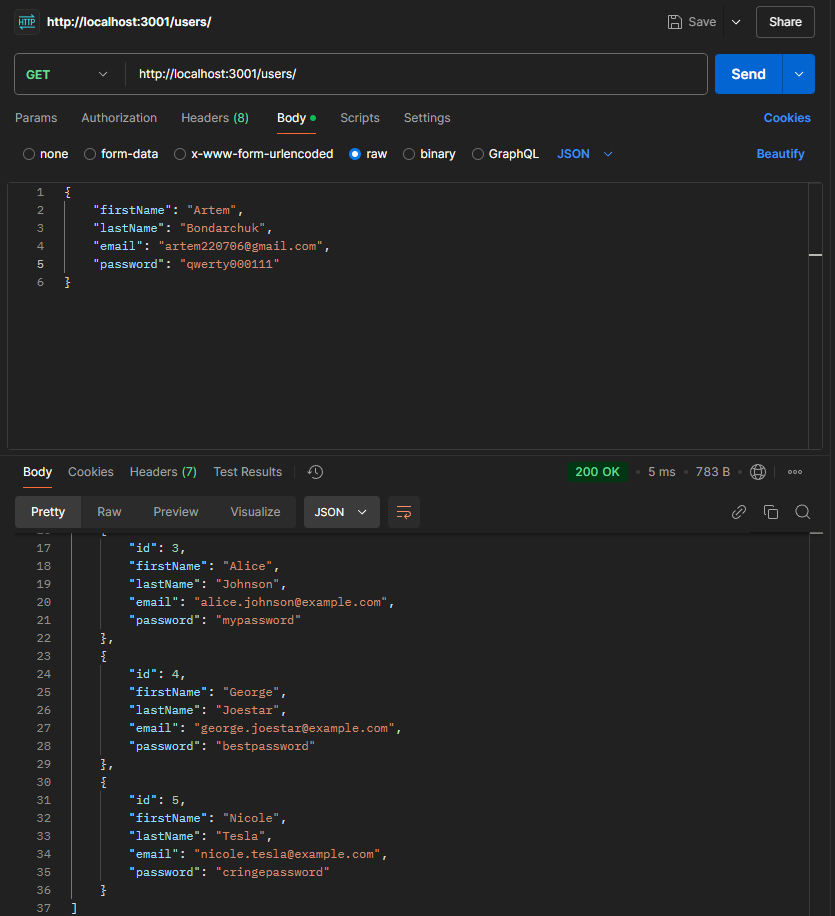 HTTP http://localhost:3001/users/ Save Share
GET http://localhost:3001/users/ Send
Params Authorization Headers (8) Body Scripts Settings Cookies
none form-data x-www-form-urlencoded raw binary GraphQL JSON Beautify
1 {
2 "firstName": "Artem",
3 "lastName": "Bondarchuk",
4 "email": "artem220706@gmail.com",
5 "password": "qwerty000111"
6 }
Body Cookies Headers (7) Test Results 200 OK 5 ms 783 B
Pretty Raw Preview Visualize JSON
17 "id": 3,
18 "firstName": "Alice",
19 "lastName": "Johnson",
20 "email": "alice.johnson@example.com",
21 "password": "mypassword"
22 },
23 {
24 "id": 4,
25 "firstName": "George",
26 "lastName": "Joestar",
27 "email": "george.joestar@example.com",
28 "password": "bestpassword"
29 },
30 {
31 "id": 5,
32 "firstName": "Nicole",
33 "lastName": "Tesla",
34 "email": "nicole.tesla@example.com",
35 "password": "cringepassword"
36 }
37 ]